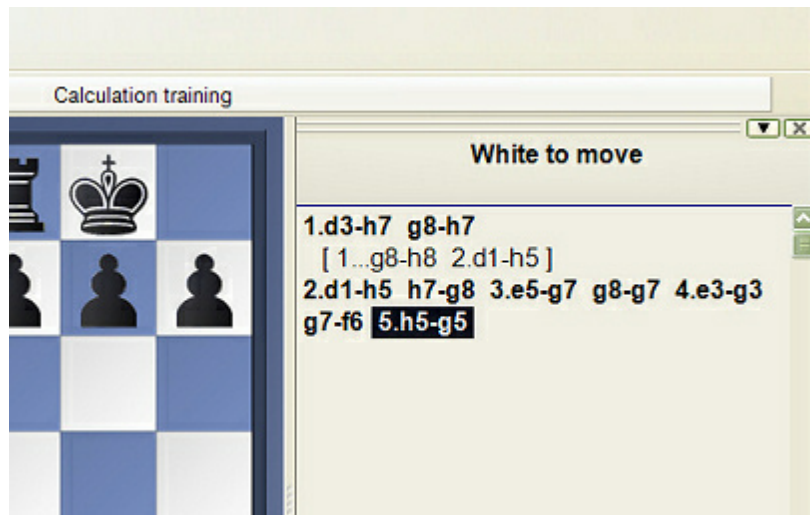 Calculation training
White to move
1.d3-h7 g8-h7
[ 1...g8-h8 2.d1-h5 ]
2.d1-h5 h7-g8 3.e5-g7 g8-g7 4.e3-g3
g7-f6 5.h5-g5